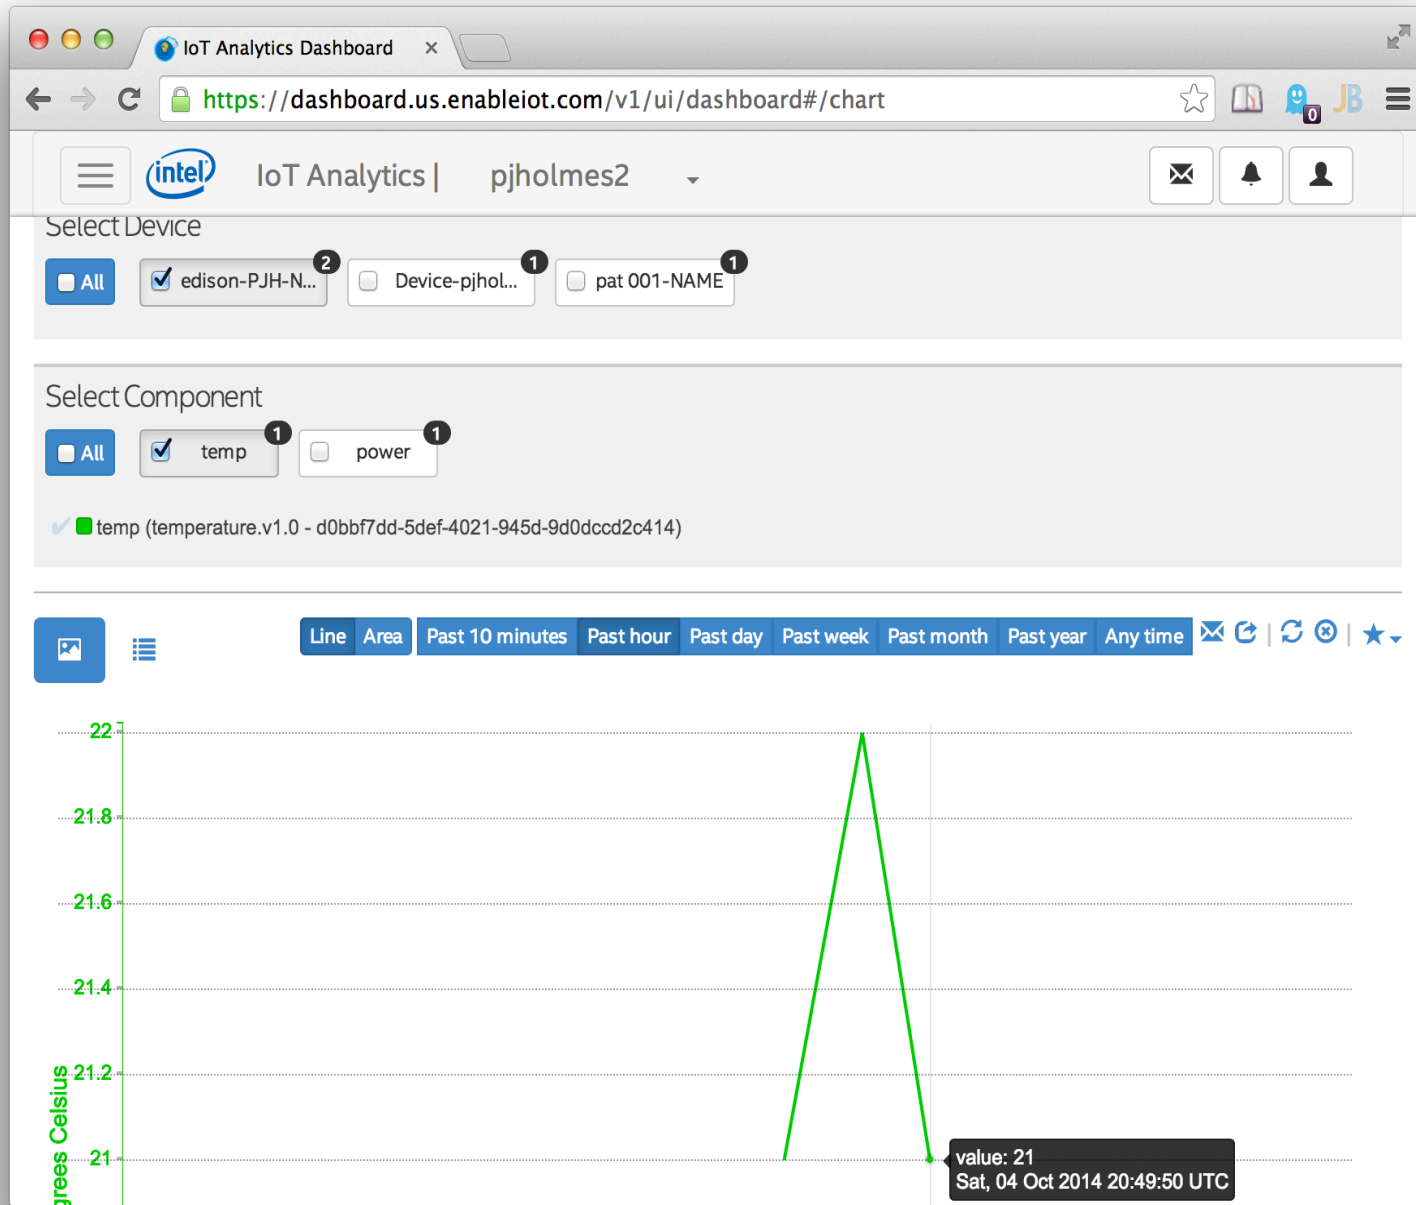 IoT Analytics Dashboard
https://dashboard.us.enableiot.com/v1/ui/dashboard#/chart
0
JB
intel IoT Analytics | pjholmes2
Select Device
All edison-PJH-N... 2 Device-pjhol... 1 pat 001-NAME 1
Select Component
All temp 1 power 1
temp (temperature.v1.0 - d0bbf7dd-5def-4021-945d-9d0dccd2c414)
Line Area Past 10 minutes Past hour Past day Past week Past month Past year Any time
22
21.8
21.6
21.4
21.2
21
grees Celsius
value: 21
Sat, 04 Oct 2014 20:49:50 UTC